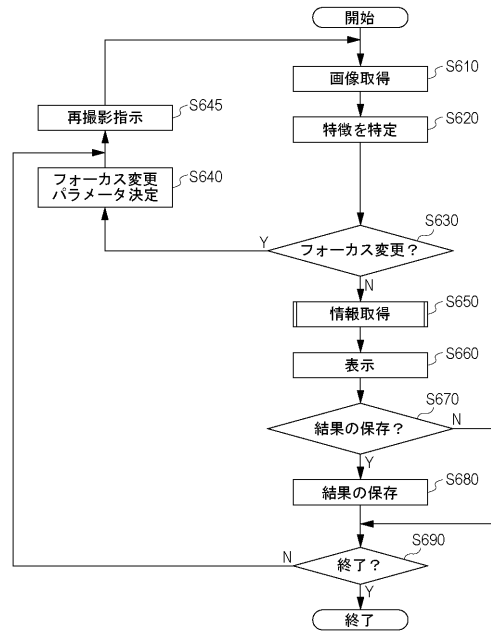 開始
S610
画像取得
S645
再撮影指示
S620
特徴を特定
S640
フォーカス変更
パラメータ決定
S630
フォーカス変更？
Y
N
S650
情報取得
S660
表示
S670
結果の保存？
N
Y
S680
結果の保存
S690
終了？
N
Y
終了